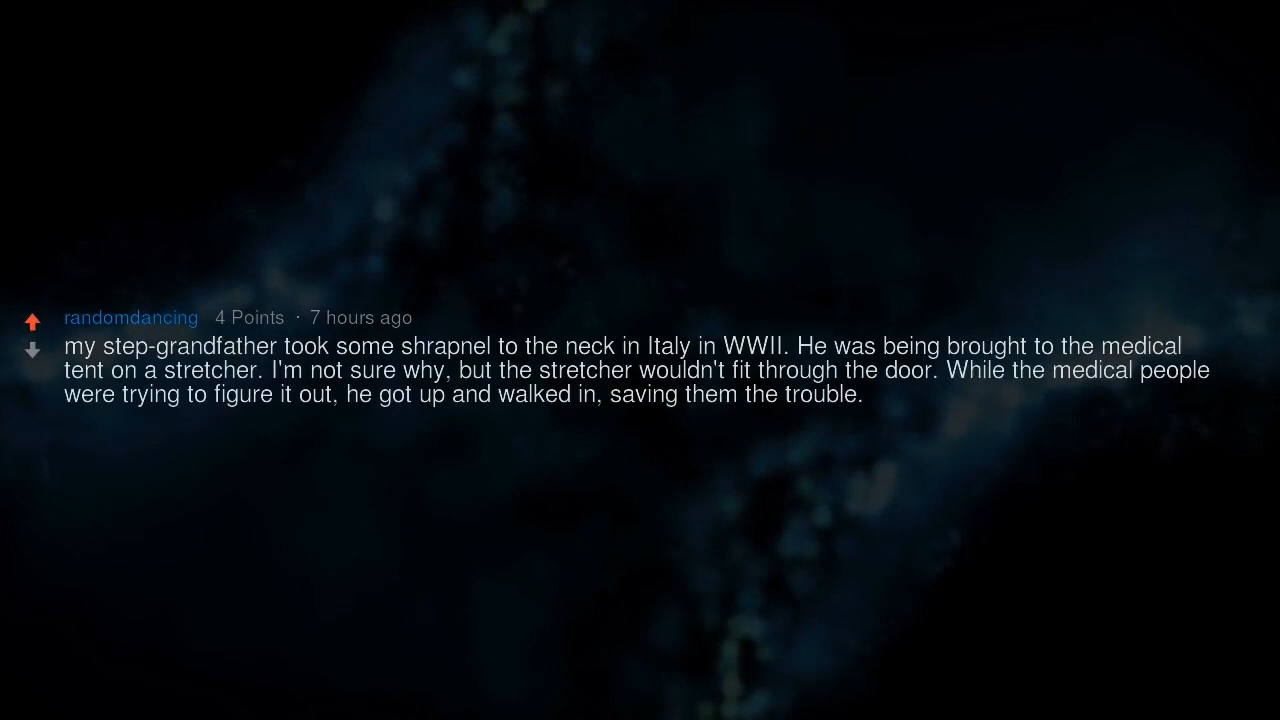 randomdancing 4 Points · 7 hours ago
my step-grandfather took some shrapnel to the neck in Italy in WWII. He was being brought to the medical
tent on a stretcher. I'm not sure why, but the stretcher wouldn't fit through the door. While the medical people
were trying to figure it out, he got up and walked in, saving them the trouble.